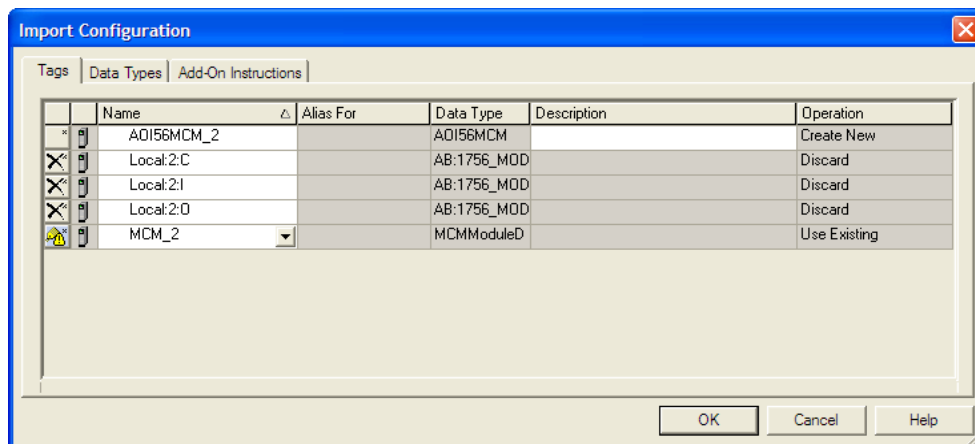 Import Configuration
Tags Data Types Add-On Instructions
Name Alias For Data Type Description Operation
AOI56MCM_2 AOI56MCM Create New
Local:2:C AB:1756_MOD Discard
Local:2:I AB:1756_MOD Discard
Local:2:O AB:1756_MOD Discard
MCM_2 MCMModuleD Use Existing
OK Cancel Help